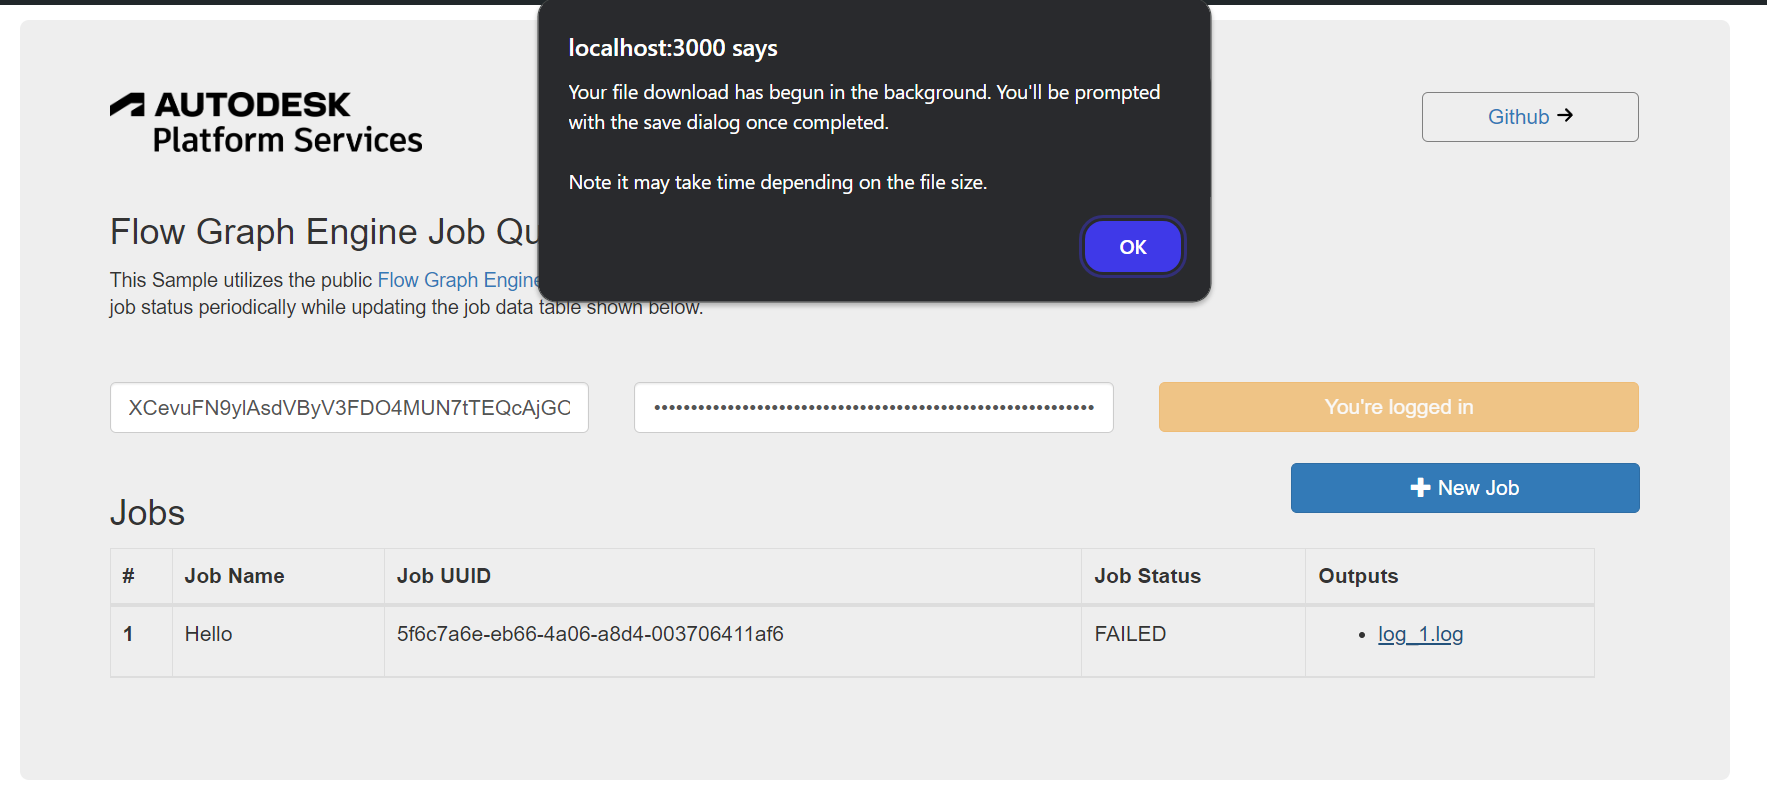 localhost:3000 says
Your file download has begun in the background. You'll be prompted
with the save dialog once completed.
Note it may take time depending on the file size.
OK
AUTODESK
Platform Services
Github
Flow Graph Engine Job Qu
This Sample utilizes the public Flow Graph Engine
job status periodically while updating the job data table shown below.
XCevuFN9ylAsdVByV3FDO4MUN7tTEQcAjGC
••••••••••••••••••••••••••••••••••••••••••••••••••••••••••••••••
You're logged in
New Job
Jobs
# Job Name Job UUID Job Status Outputs
1 Hello 5f6c7a6e-eb66-4a06-a8d4-003706411af6 FAILED • log_1.log